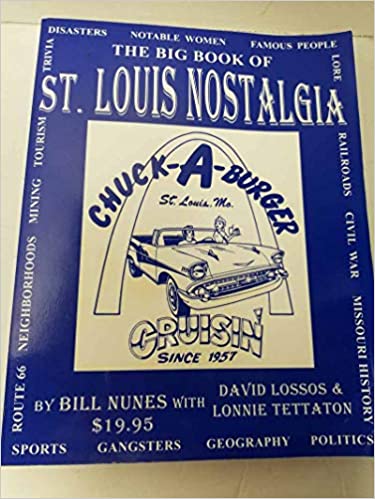 DISASTERS NOTABLE WOMEN FAMOUS PEOPLE
TRIVIA
LORE
THE BIG BOOK OF
ST. LOUIS NOSTALGIA
TOURISM
RAILROADS
MINING
CIVIL WAR
NEIGHBORHOODS
MISSOURI HISTORY
ROUTE 66
CHUCK-A-BURGER
St. Louis, Mo.
CRUISIN'
SINCE 1957
BY BILL NUNES WITH
$19.95
DAVID LOSSOS &
LONNIE TETTATON
SPORTS GANGSTERS GEOGRAPHY POLITICS